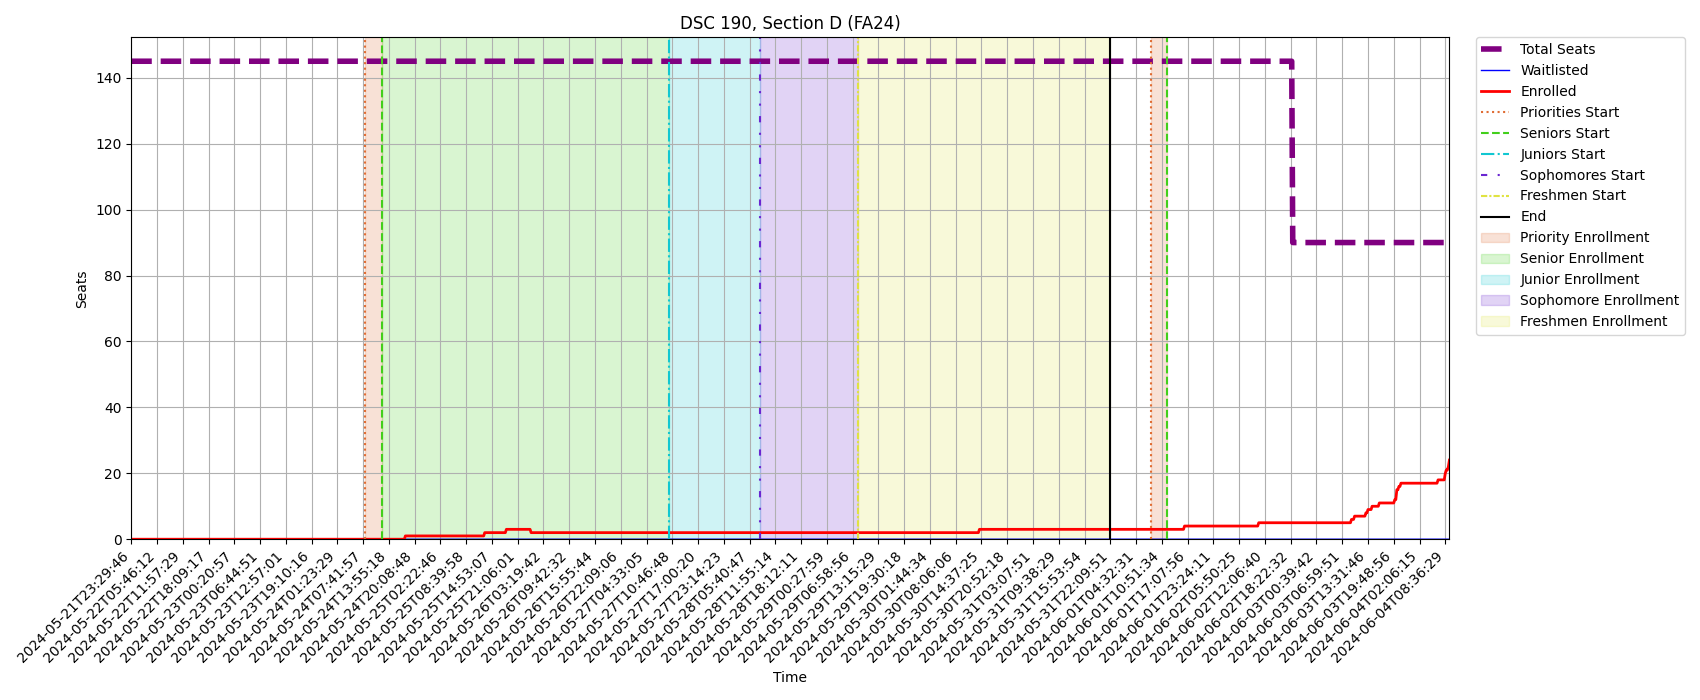 DSC 190, Section D (FA24)
Seats
140
120
100
80
60
40
20
0
2024-05-21T23:29:46
2024-05-22T05:46:12
2024-05-22T11:57:29
2024-05-22T18:09:17
2024-05-23T00:20:57
2024-05-23T06:44:51
2024-05-23T12:57:01
2024-05-23T19:10:16
2024-05-24T01:23:29
2024-05-24T07:41:57
2024-05-24T13:55:18
2024-05-24T20:08:48
2024-05-25T02:22:46
2024-05-25T08:39:58
2024-05-25T14:53:07
2024-05-25T21:06:01
2024-05-26T03:19:42
2024-05-26T09:42:32
2024-05-26T15:55:44
2024-05-26T22:09:06
2024-05-27T04:33:05
2024-05-27T10:46:48
2024-05-27T17:00:20
2024-05-27T23:14:23
2024-05-28T05:40:47
2024-05-28T11:55:14
2024-05-28T18:12:11
2024-05-29T00:27:59
2024-05-29T06:58:56
2024-05-29T13:15:29
2024-05-29T19:30:18
2024-05-30T01:44:34
2024-05-30T08:06:06
2024-05-30T14:37:25
2024-05-30T20:52:18
2024-05-31T03:07:51
2024-05-31T09:38:29
2024-05-31T15:53:54
2024-05-31T22:09:51
2024-06-01T04:32:31
2024-06-01T10:51:34
2024-06-01T17:07:56
2024-06-01T23:24:11
2024-06-02T05:50:25
2024-06-02T12:06:40
2024-06-02T18:22:32
2024-06-03T00:39:42
2024-06-03T06:59:51
2024-06-03T13:31:46
2024-06-03T19:48:56
2024-06-04T02:06:15
2024-06-04T08:36:29
Time
Total Seats
Waitlisted
Enrolled
Priorities Start
Seniors Start
Juniors Start
Sophomores Start
Freshmen Start
End
Priority Enrollment
Senior Enrollment
Junior Enrollment
Sophomore Enrollment
Freshmen Enrollment